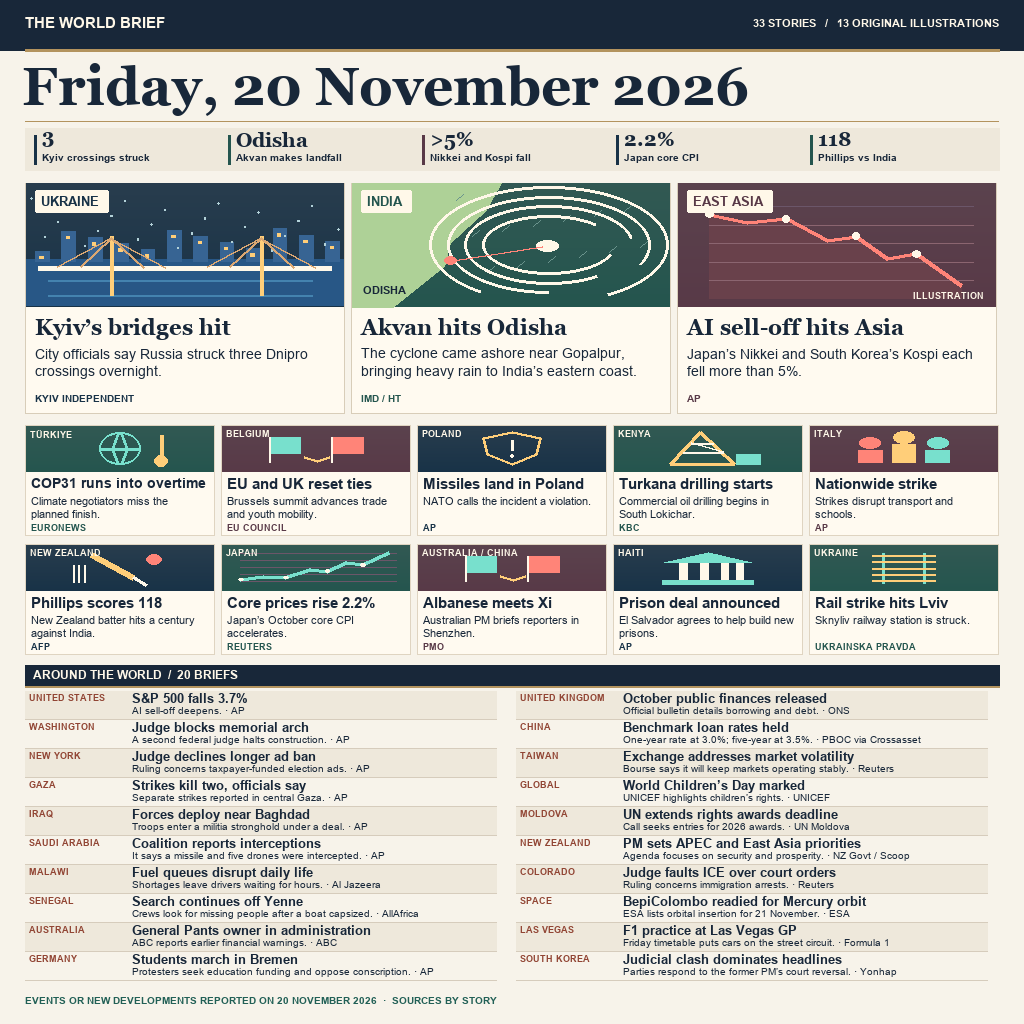 THE WORLD BRIEF
33 STORIES / 13 ORIGINAL ILLUSTRATIONS
Friday, 20 November 2026
3
Kyiv crossings struck
Odisha
Akvan makes landfall
>5%
Nikkei and Kospi fall
2.2%
Japan core CPI
118
Phillips vs India
UKRAINE
Kyiv’s bridges hit
City officials say Russia struck three Dnipro
crossings overnight.
KYIV INDEPENDENT
INDIA
ODISHA
Akvan hits Odisha
The cyclone came ashore near Gopalpur,
bringing heavy rain to India’s eastern coast.
IMD / HT
EAST ASIA
ILLUSTRATION
AI sell-off hits Asia
Japan’s Nikkei and South Korea’s Kospi each
fell more than 5%.
AP
TÜRKIYE
COP31 runs into overtime
Climate negotiators miss the
planned finish.
EURONEWS
BELGIUM
EU and UK reset ties
Brussels summit advances trade
and youth mobility.
EU COUNCIL
POLAND
Missiles land in Poland
NATO calls the incident a violation.
AP
KENYA
Turkana drilling starts
Commercial oil drilling begins in
South Lokichar.
KBC
ITALY
Nationwide strike
Strikes disrupt transport and
schools.
AP
NEW ZEALAND
Phillips scores 118
New Zealand batter hits a century
against India.
AFP
JAPAN
Core prices rise 2.2%
Japan’s October core CPI
accelerates.
REUTERS
AUSTRALIA / CHINA
Albanese meets Xi
Australian PM briefs reporters in
Shenzhen.
PMO
HAITI
Prison deal announced
El Salvador agrees to help build new
prisons.
AP
UKRAINE
Rail strike hits Lviv
Sknyliv railway station is struck.
UKRAINSKA PRAVDA
AROUND THE WORLD / 20 BRIEFS
UNITED STATES
S&P 500 falls 3.7%
AI sell-off deepens. · AP
WASHINGTON
Judge blocks memorial arch
A second federal judge halts construction. · AP
NEW YORK
Judge declines longer ad ban
Ruling concerns taxpayer-funded election ads. · AP
GAZA
Strikes kill two, officials say
Separate strikes reported in central Gaza. · AP
IRAQ
Forces deploy near Baghdad
Troops enter a militia stronghold under a deal. · AP
SAUDI ARABIA
Coalition reports interceptions
It says a missile and five drones were intercepted. · AP
MALAWI
Fuel queues disrupt daily life
Shortages leave drivers waiting for hours. · Al Jazeera
SENEGAL
Search continues off Yenne
Crews look for missing people after a boat capsized. · AllAfrica
AUSTRALIA
General Pants owner in administration
ABC reports earlier financial warnings. · ABC
GERMANY
Students march in Bremen
Protesters seek education funding and oppose conscription. · AP
UNITED KINGDOM
October public finances released
Official bulletin details borrowing and debt. · ONS
CHINA
Benchmark loan rates held
One-year rate at 3.0%; five-year at 3.5%. · PBOC via Crossasset
TAIWAN
Exchange addresses market volatility
Bourse says it will keep markets operating stably. · Reuters
GLOBAL
World Children’s Day marked
UNICEF highlights children’s rights. · UNICEF
MOLDOVA
UN extends rights awards deadline
Call seeks entries for 2026 awards. · UN Moldova
NEW ZEALAND
PM sets APEC and East Asia priorities
Agenda focuses on security and prosperity. · NZ Govt / Scoop
COLORADO
Judge faults ICE over court orders
Ruling concerns immigration arrests. · Reuters
SPACE
BepiColombo readied for Mercury orbit
ESA lists orbital insertion for 21 November. · ESA
LAS VEGAS
F1 practice at Las Vegas GP
Friday timetable puts cars on the street circuit. · Formula 1
SOUTH KOREA
Judicial clash dominates headlines
Parties respond to the former PM’s court reversal. · Yonhap
EVENTS OR NEW DEVELOPMENTS REPORTED ON 20 NOVEMBER 2026 · SOURCES BY STORY